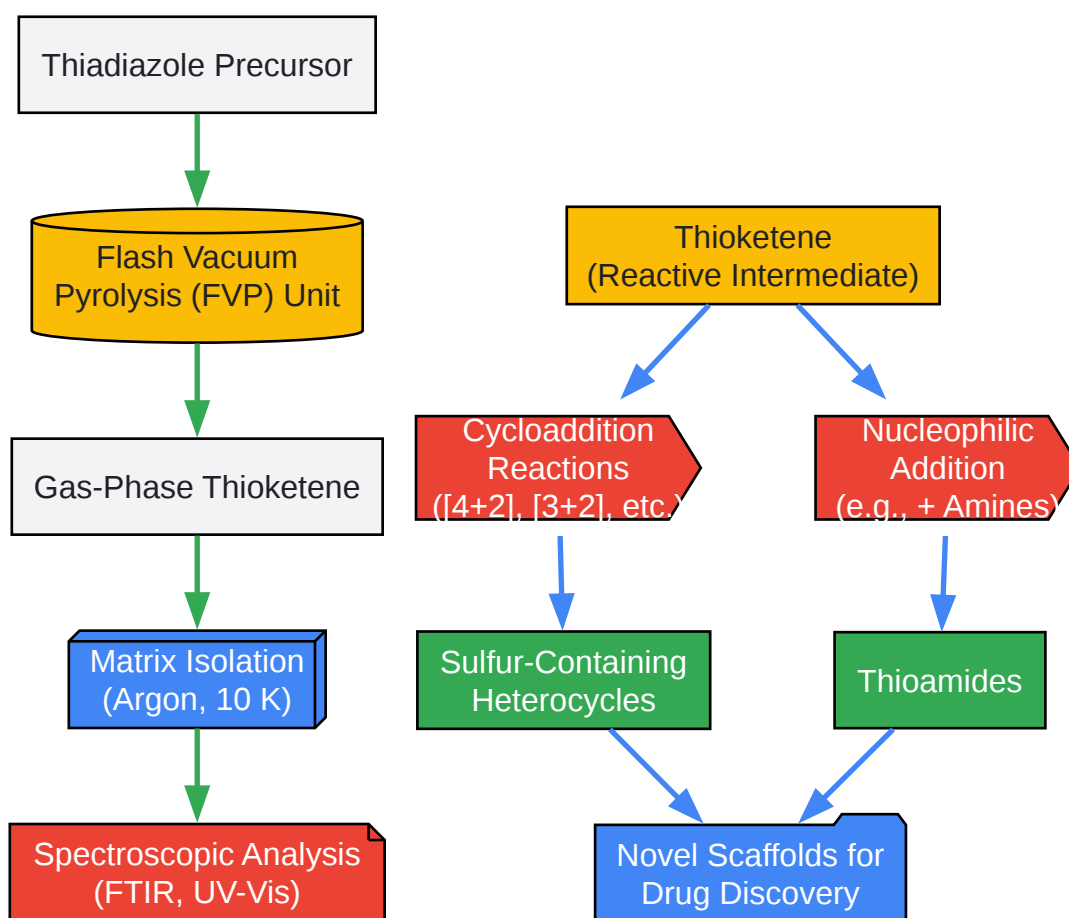 Thiadiazole Precursor
Flash Vacuum
Pyrolysis (FVP) Unit
Gas-Phase Thioketene
Matrix Isolation
(Argon, 10 K)
Spectroscopic Analysis
(FTIR, UV-Vis)
Thioketene
(Reactive Intermediate)
Cycloaddition
Reactions
([4+2], [3+2], etc.)
Nucleophilic
Addition
(e.g., + Amines)
Sulfur-Containing
Heterocycles
Thioamides
Novel Scaffolds for
Drug Discovery